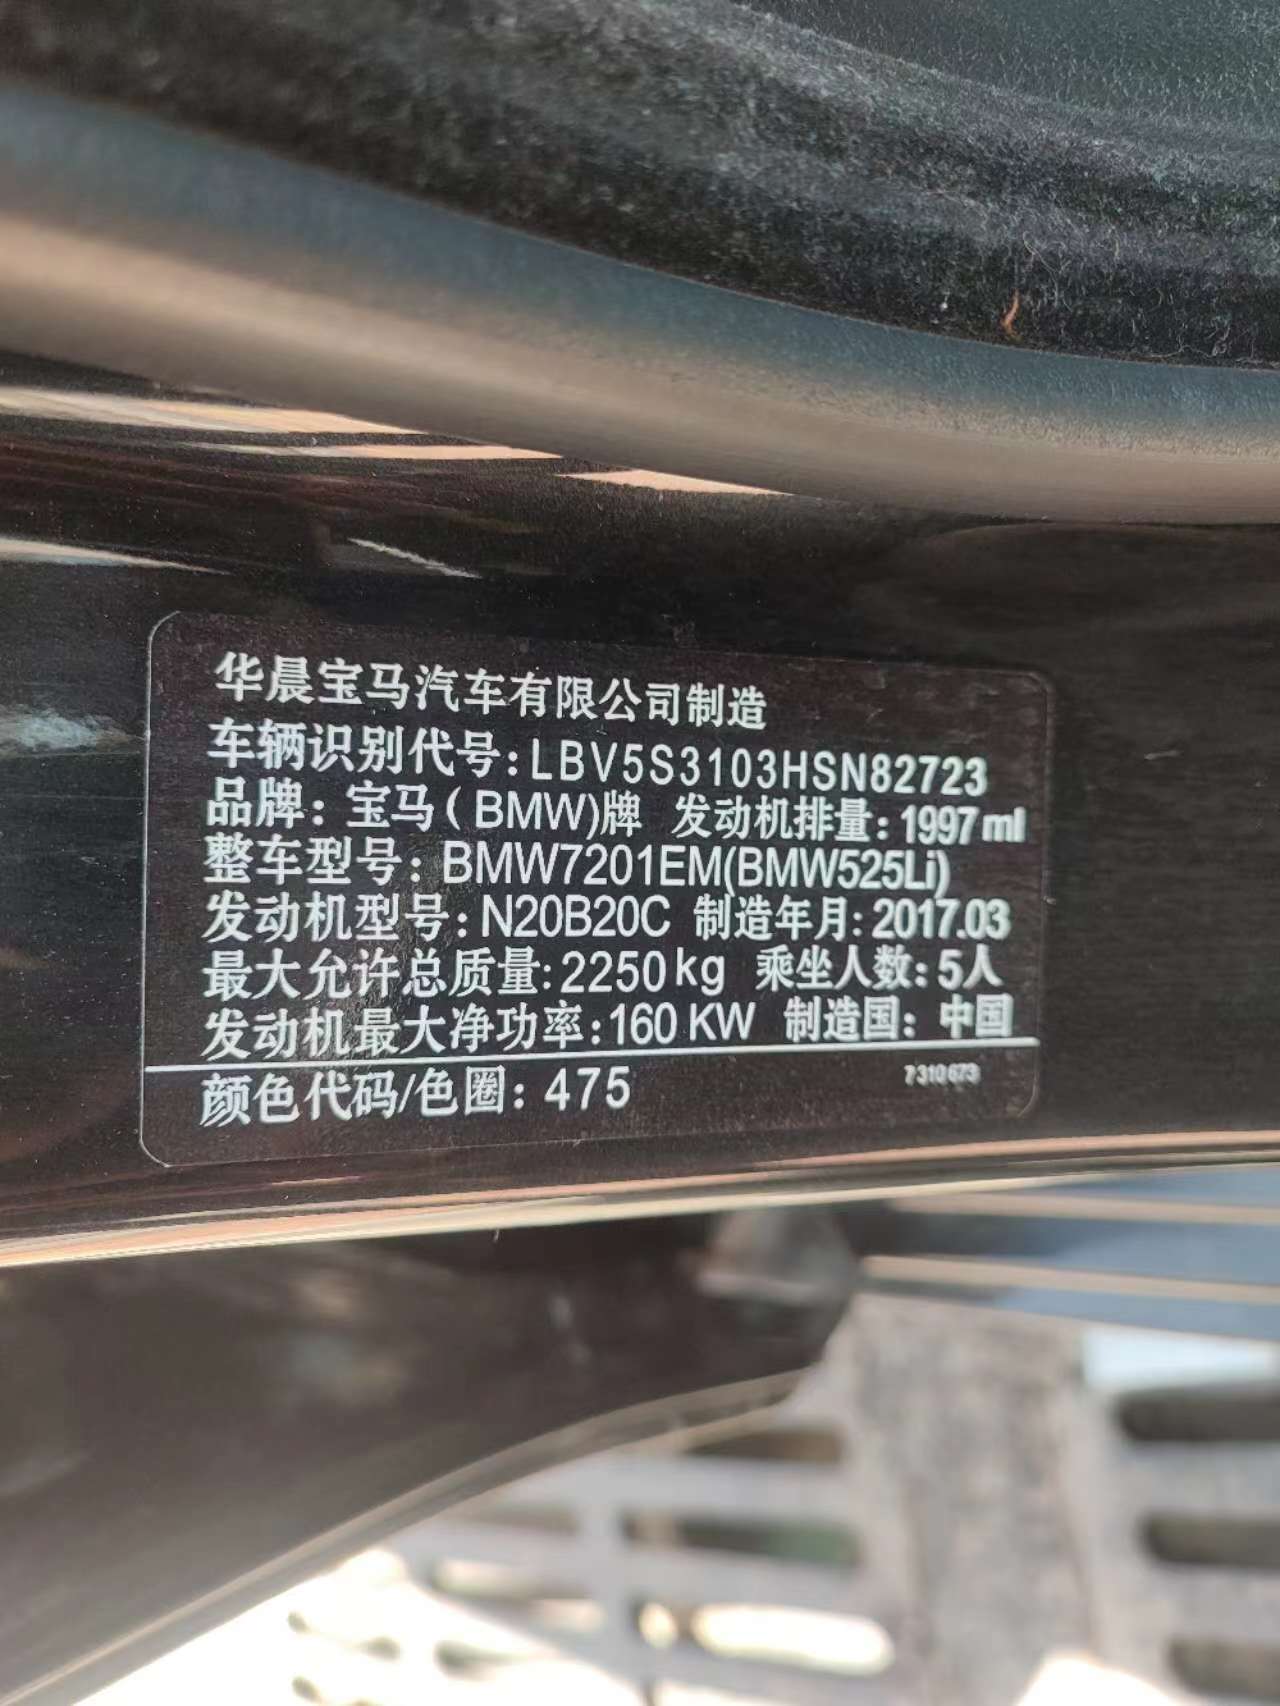 华晨宝马汽车有限公司制造
车辆识别代号:LBV5S3103HSN82723
品牌:宝马(BMW)牌 发动机排量:1997ml
整车型号:BMW7201EM(BMW525Li)
发动机型号:N20B20C 制造年月:2017.03
最大允许总质量:2250kg 乘坐人数:5人
发动机最大净功率:160KW 制造国:中国
颜色代码/色圈:475 7310673